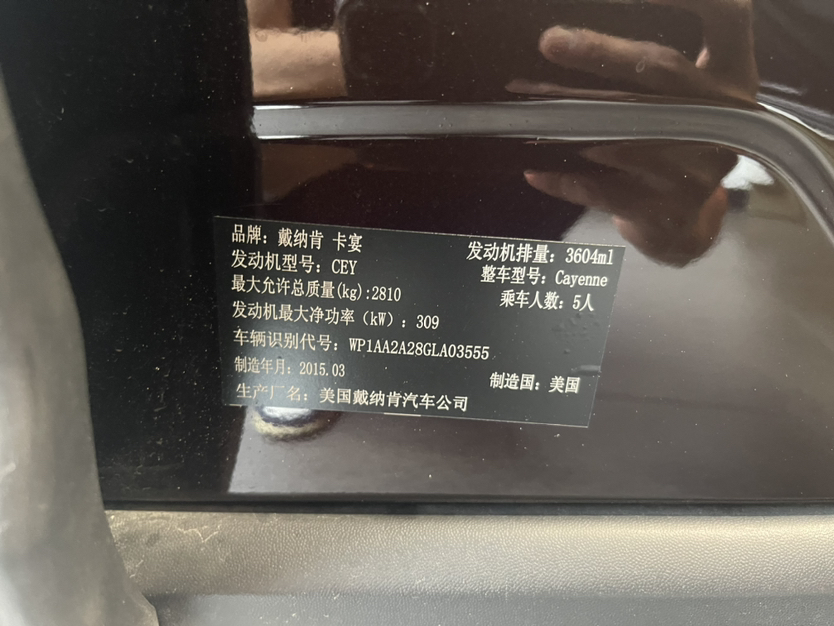 品牌：戴纳肯 卡宴 发动机排量：3604ml
发动机型号：CEY 整车型号：Cayenne
最大允许总质量(kg):2810 乘车人数：5人
发动机最大净功率（kW）：309
车辆识别代号：WP1AA2A28GLA03555
制造年月：2015.03 制造国：美国
生产厂名：美国戴纳肯汽车公司